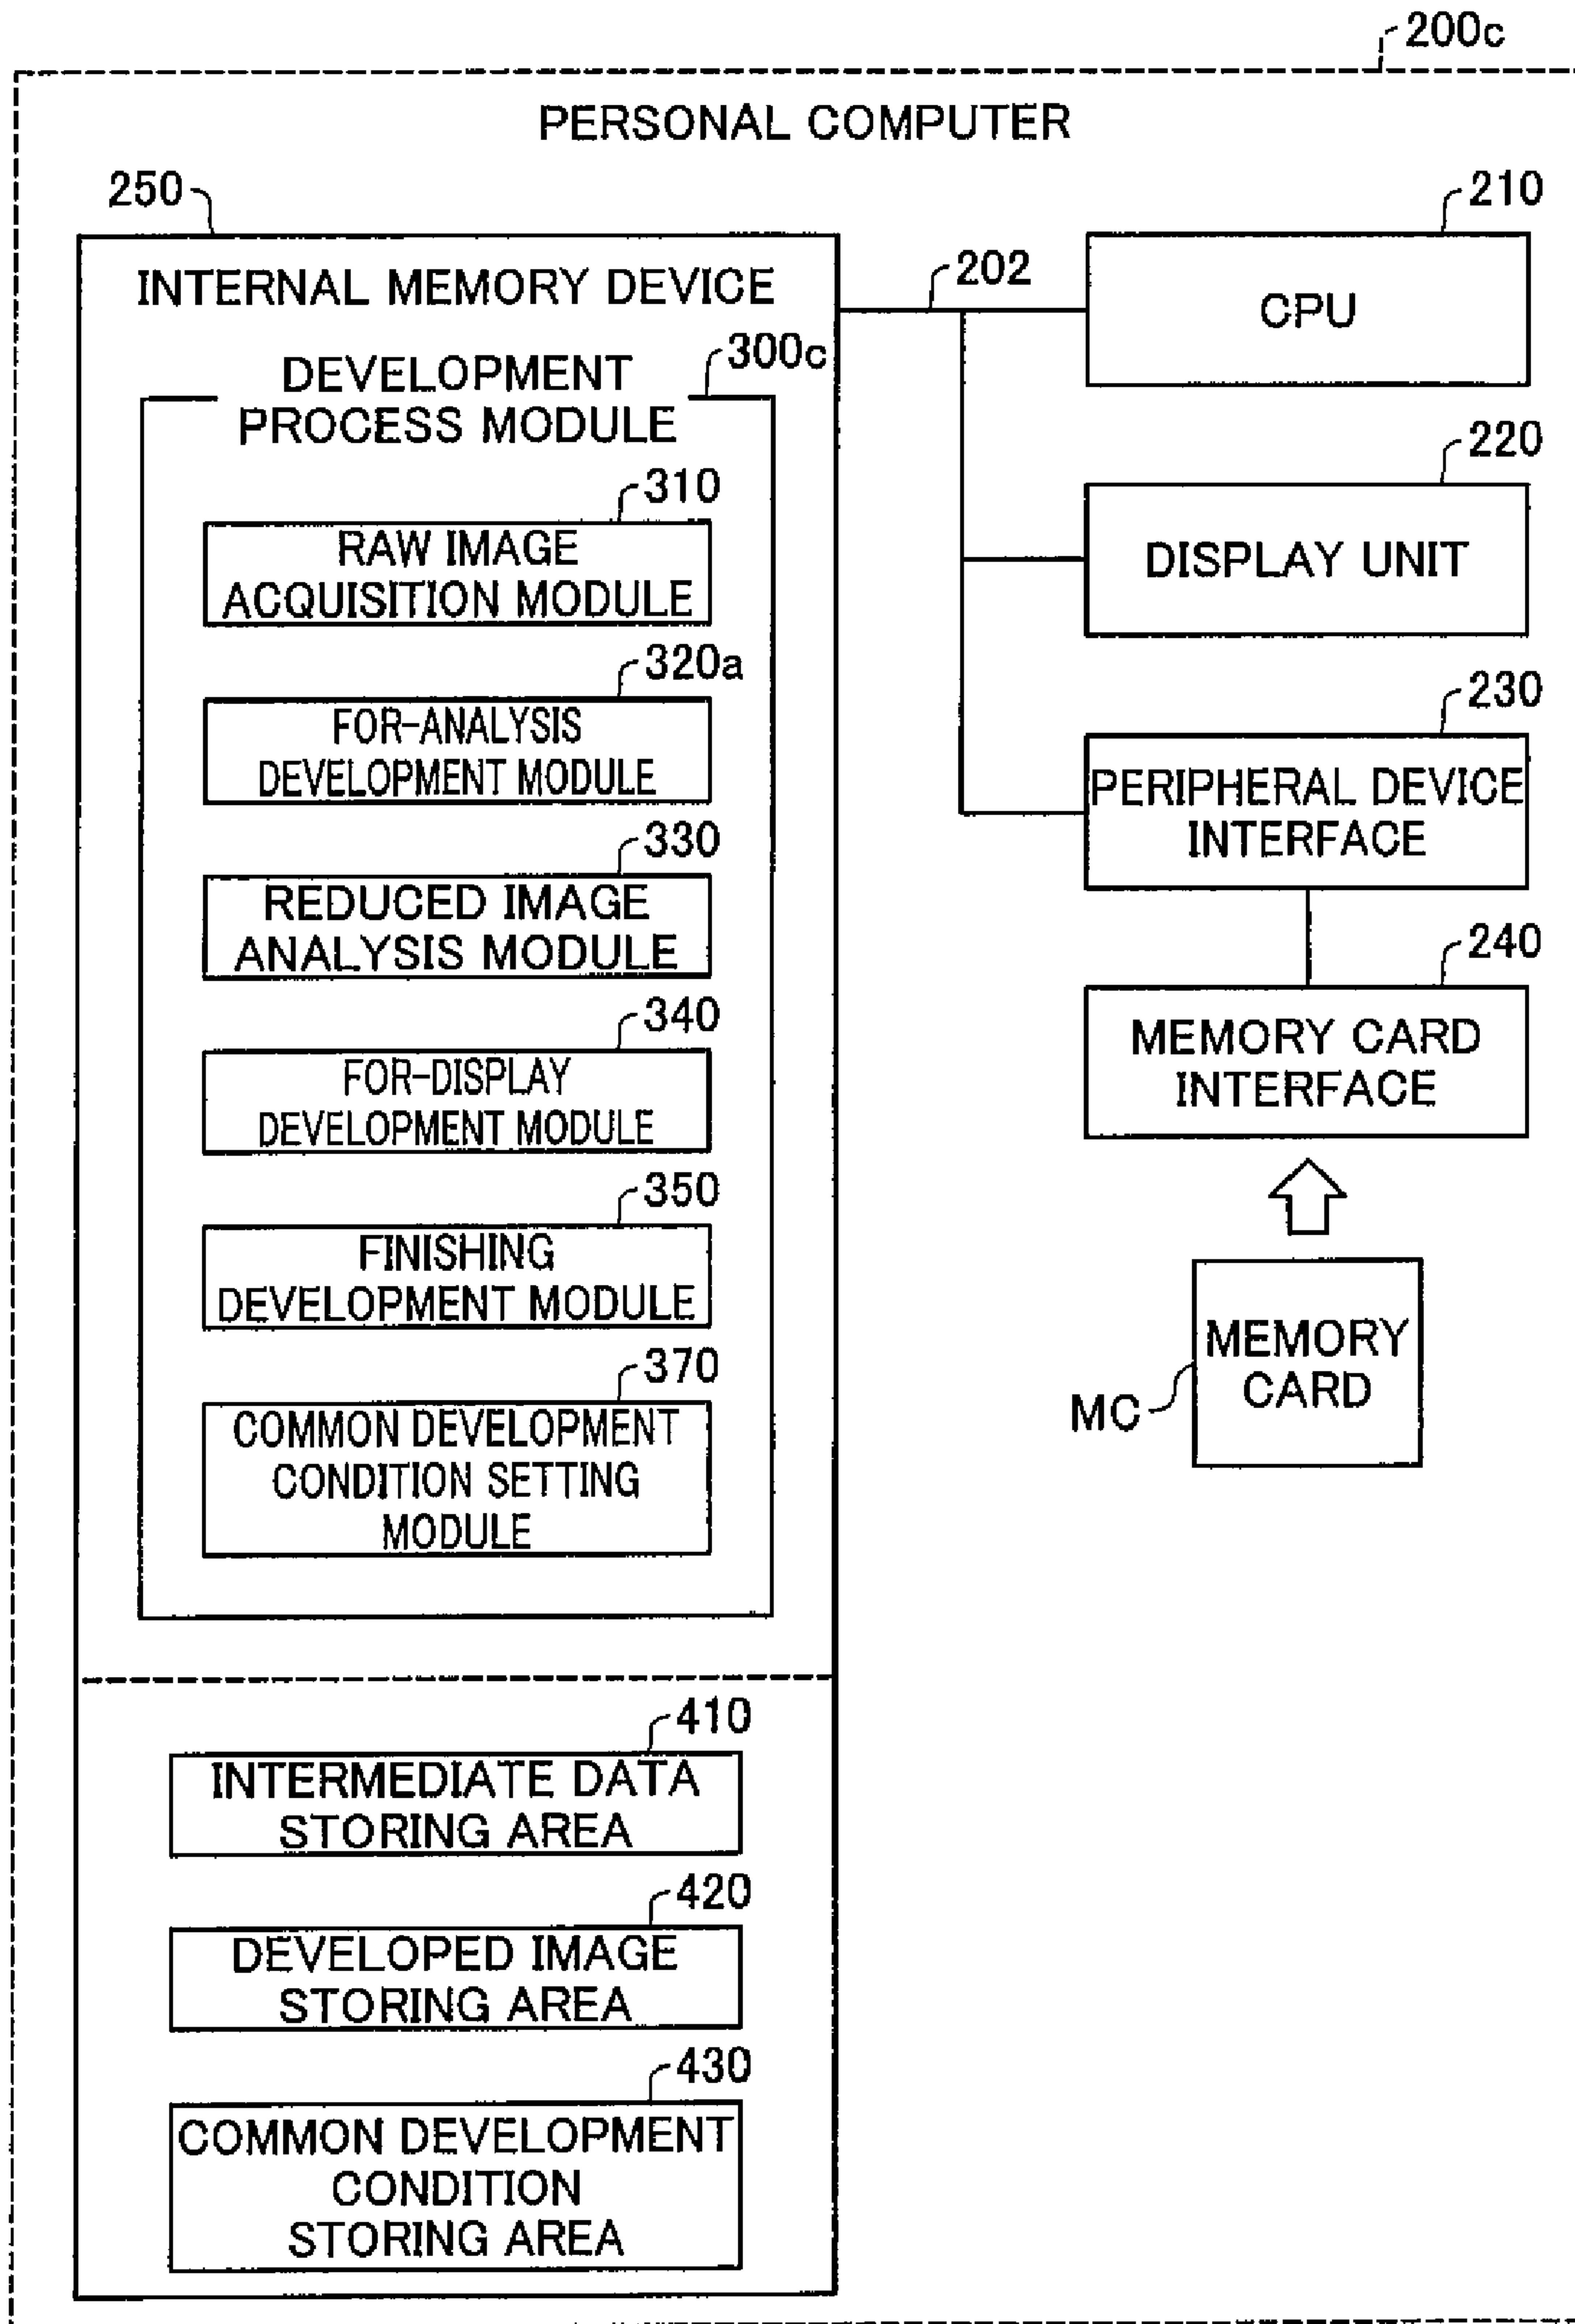 200c
PERSONAL COMPUTER
250
INTERNAL MEMORY DEVICE
300c
DEVELOPMENT
PROCESS MODULE
310
RAW IMAGE
ACQUISITION MODULE
320a
FOR-ANALYSIS
DEVELOPMENT MODULE
330
REDUCED IMAGE
ANALYSIS MODULE
340
FOR-DISPLAY
DEVELOPMENT MODULE
350
FINISHING
DEVELOPMENT MODULE
370
COMMON DEVELOPMENT
CONDITION SETTING
MODULE
410
INTERMEDIATE DATA
STORING AREA
420
DEVELOPED IMAGE
STORING AREA
430
COMMON DEVELOPMENT
CONDITION
STORING AREA
202
210
CPU
220
DISPLAY UNIT
230
PERIPHERAL DEVICE
INTERFACE
240
MEMORY CARD
INTERFACE
MC
MEMORY
CARD